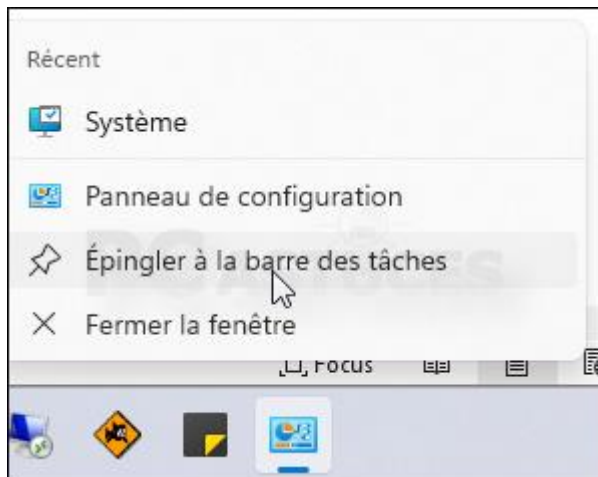 Récent
Système
Panneau de configuration
Épingler à la barre des tâches
Fermer la fenêtre
Focus